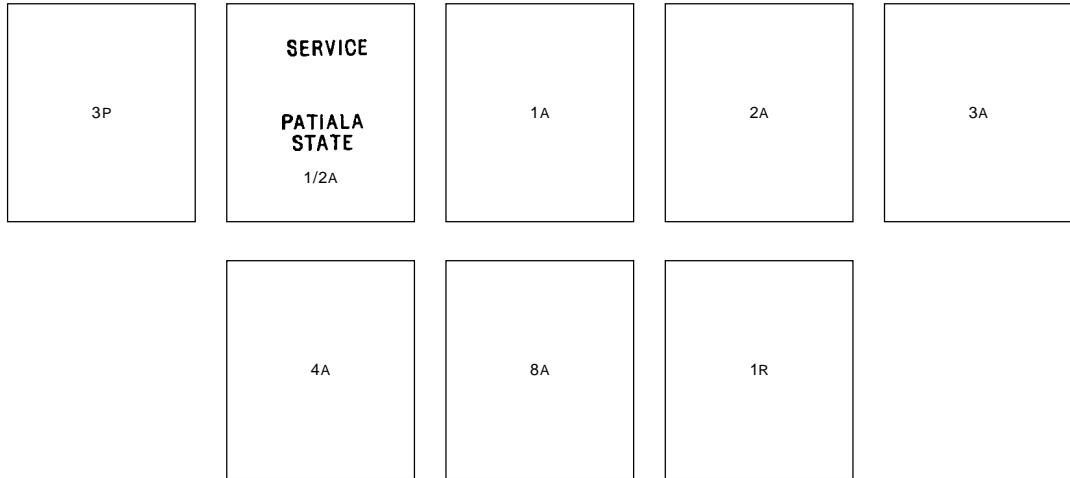 3P
SERVICE
PATIALA
STATE
1/2A
1A
2A
3A
4A
8A
1R